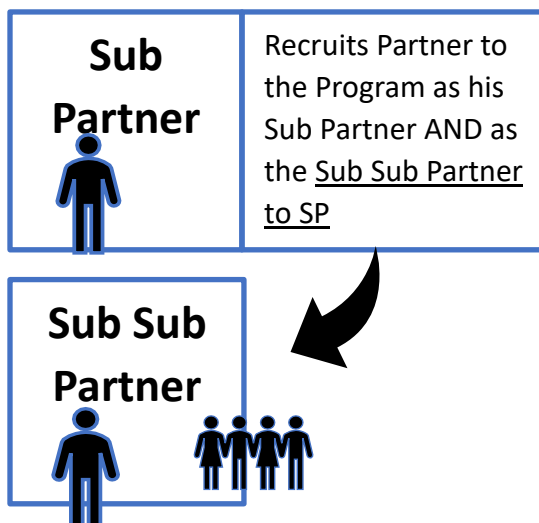 Sub
Partner
Recruits Partner to
the Program as his
Sub Partner AND as
the Sub Sub Partner
to SP
Sub Sub
Partner